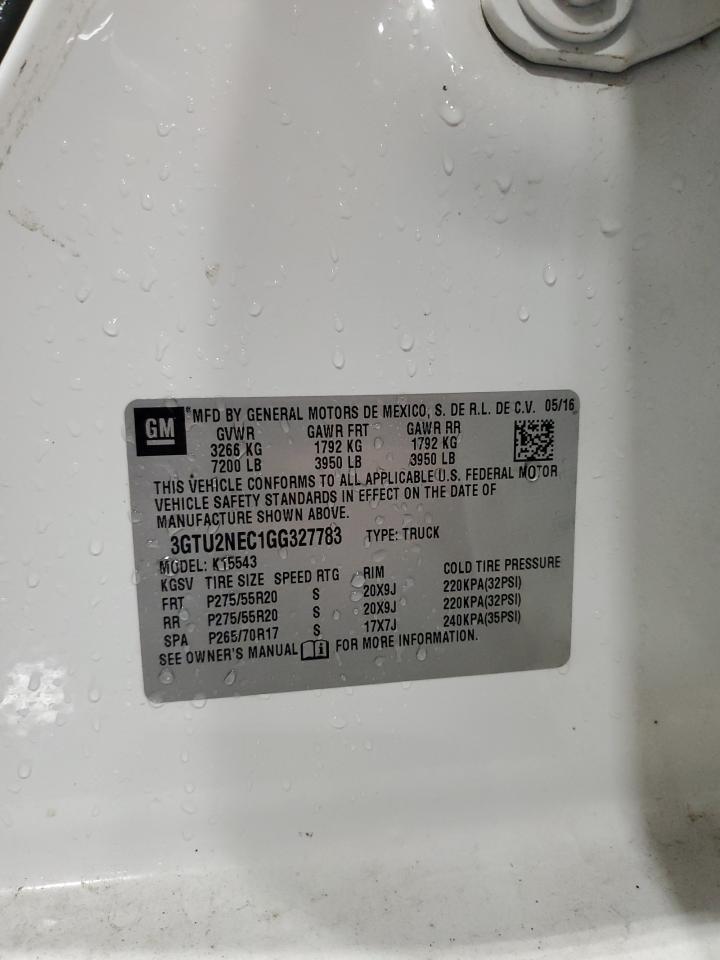 GM ®MFD BY GENERAL MOTORS DE MEXICO, S. DE R.L. DE C.V. 05/16
GVWR GAWR FRT GAWR RR
3266 KG 1792 KG 1792 KG
7200 LB 3950 LB 3950 LB
THIS VEHICLE CONFORMS TO ALL APPLICABLE U.S. FEDERAL MOTOR
VEHICLE SAFETY STANDARDS IN EFFECT ON THE DATE OF
MANUFACTURE SHOWN ABOVE.
3GTU2NEC1GG327783 TYPE: TRUCK
MODEL: K15543
KGSV TIRE SIZE SPEED RTG RIM COLD TIRE PRESSURE
FRT P275/55R20 S 20X9J 220KPA(32PSI)
RR P275/55R20 S 20X9J 220KPA(32PSI)
SPA P265/70R17 S 17X7J 240KPA(35PSI)
SEE OWNER'S MANUAL FOR MORE INFORMATION.